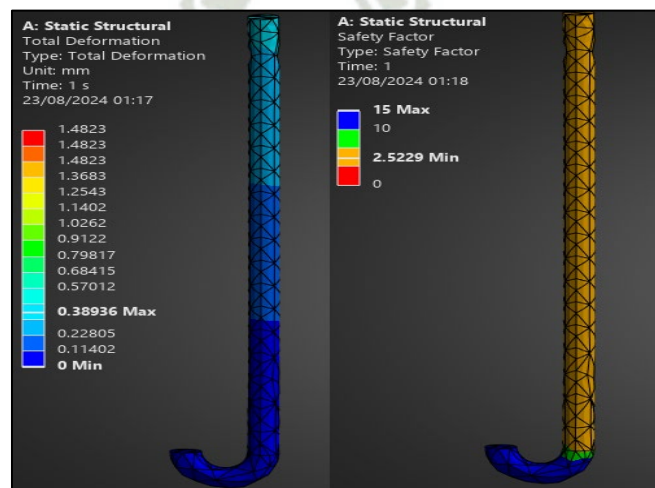 A: Static Structural
Total Deformation
Type: Total Deformation
Unit: mm
Time: 1 s
23/08/2024 01:17
1.4823
1.4823
1.4823
1.3683
1.2543
1.1402
1.0262
0.9122
0.79817
0.68415
0.57012
0.38936 Max
0.22805
0.11402
0 Min
A: Static Structural
Safety Factor
Type: Safety Factor
Time: 1
23/08/2024 01:18
15 Max
10
2.5229 Min
0